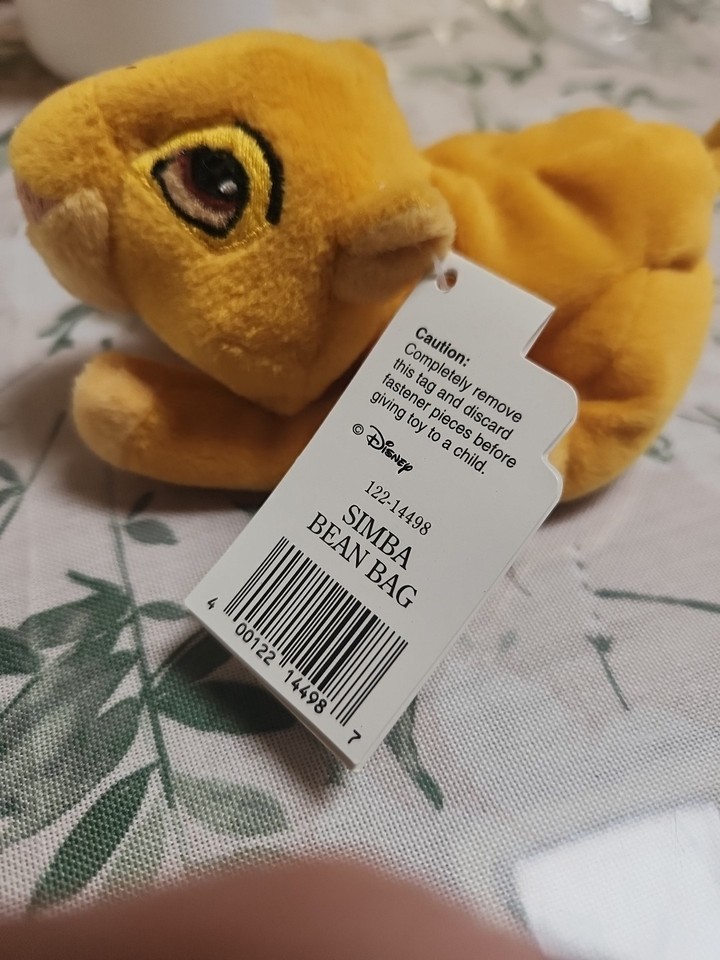 Caution:
Completely remove
this tag and discard
fastener pieces before
giving toy to a child.
© Disney
122-14498
SIMBA
BEAN BAG
4 00122 14498 7